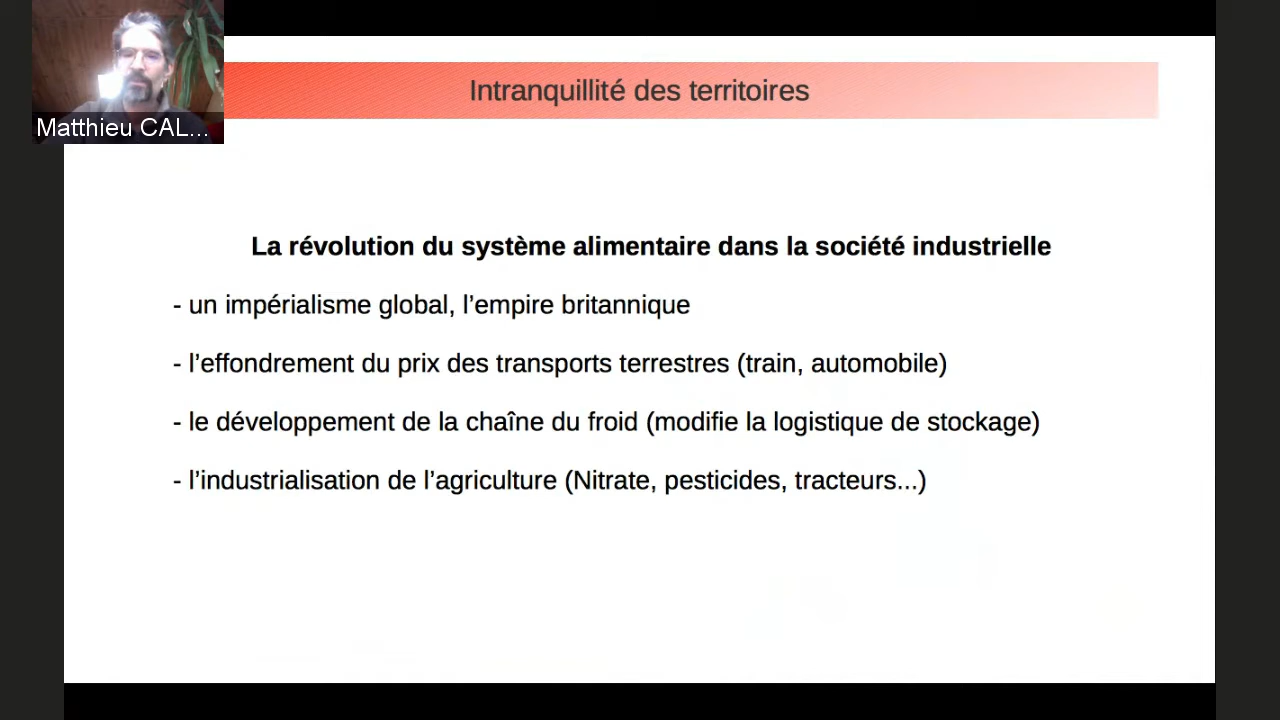 Intranquillité des territoires
Matthieu CAL...
La révolution du système alimentaire dans la société industrielle
- un impérialisme global, l’empire britannique
- l’effondrement du prix des transports terrestres (train, automobile)
- le développement de la chaîne du froid (modifie la logistique de stockage)
- l’industrialisation de l’agriculture (Nitrate, pesticides, tracteurs...)